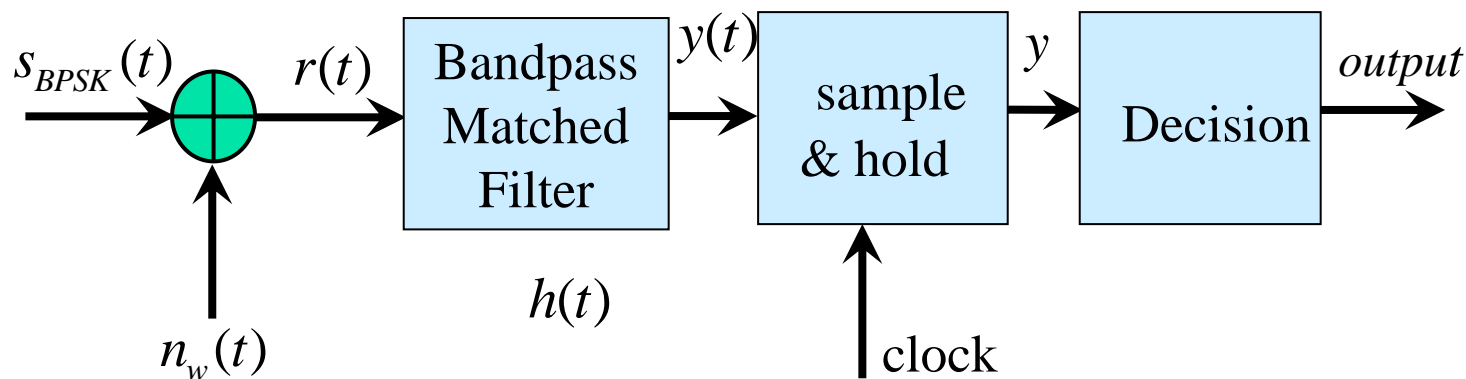 s_BPSK(t)
r(t)
Bandpass
Matched
Filter
y(t)
sample
& hold
y
Decision
output
h(t)
n_w(t)
clock